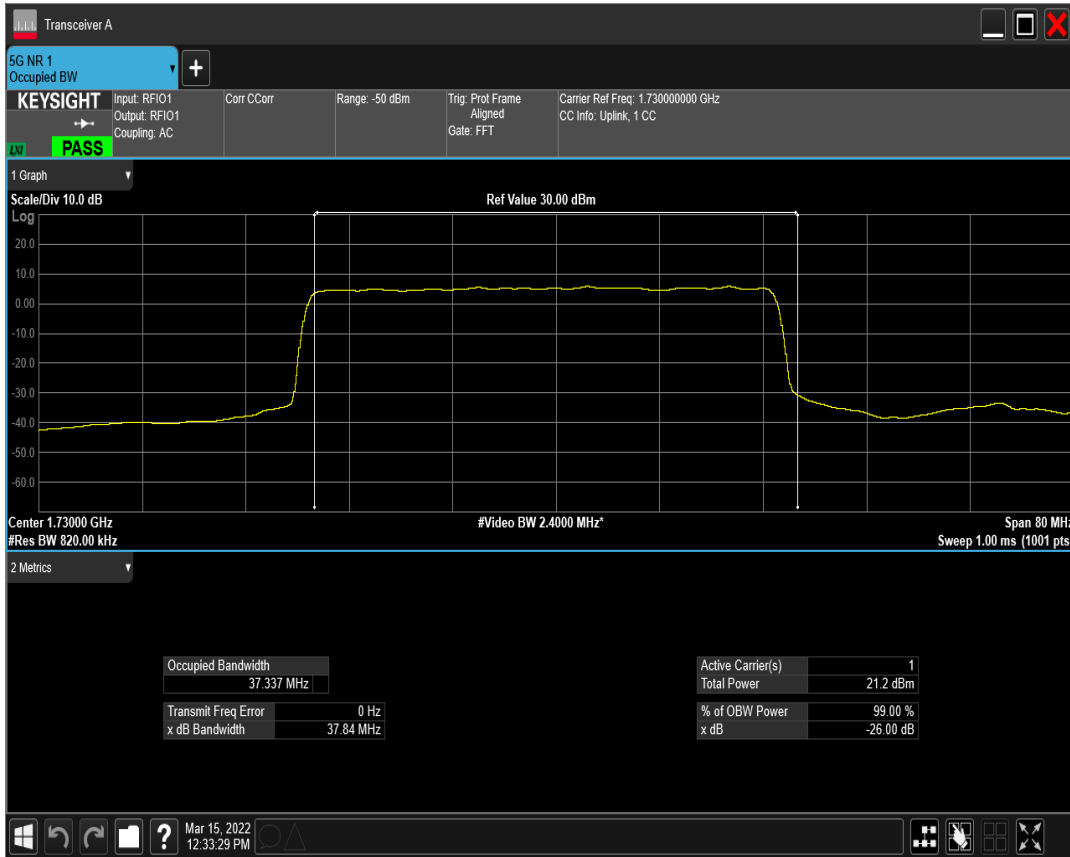 Transceiver A
5G NR 1
Occupied BW
KEYSIGHT
LXI
PASS
Input: RFIO1
Output: RFIO1
Coupling: AC
Corr CCorr
Range: -50 dBm
Trig: Prot Frame
Aligned
Gate: FFT
Carrier Ref Freq: 1.730000000 GHz
CC Info: Uplink, 1 CC
1 Graph
Scale/Div 10.0 dB
Ref Value 30.00 dBm
Log
20.0
10.0
0.00
-10.0
-20.0
-30.0
-40.0
-50.0
-60.0
Center 1.73000 GHz
#Video BW 2.4000 MHz*
Span 80 MHz
#Res BW 820.00 kHz
Sweep 1.00 ms (1001 pts
2 Metrics
Occupied Bandwidth
37.337 MHz
Transmit Freq Error 0 Hz
x dB Bandwidth 37.84 MHz
Active Carrier(s) 1
Total Power 21.2 dBm
% of OBW Power 99.00 %
x dB -26.00 dB
?
Mar 15, 2022
12:33:29 PM